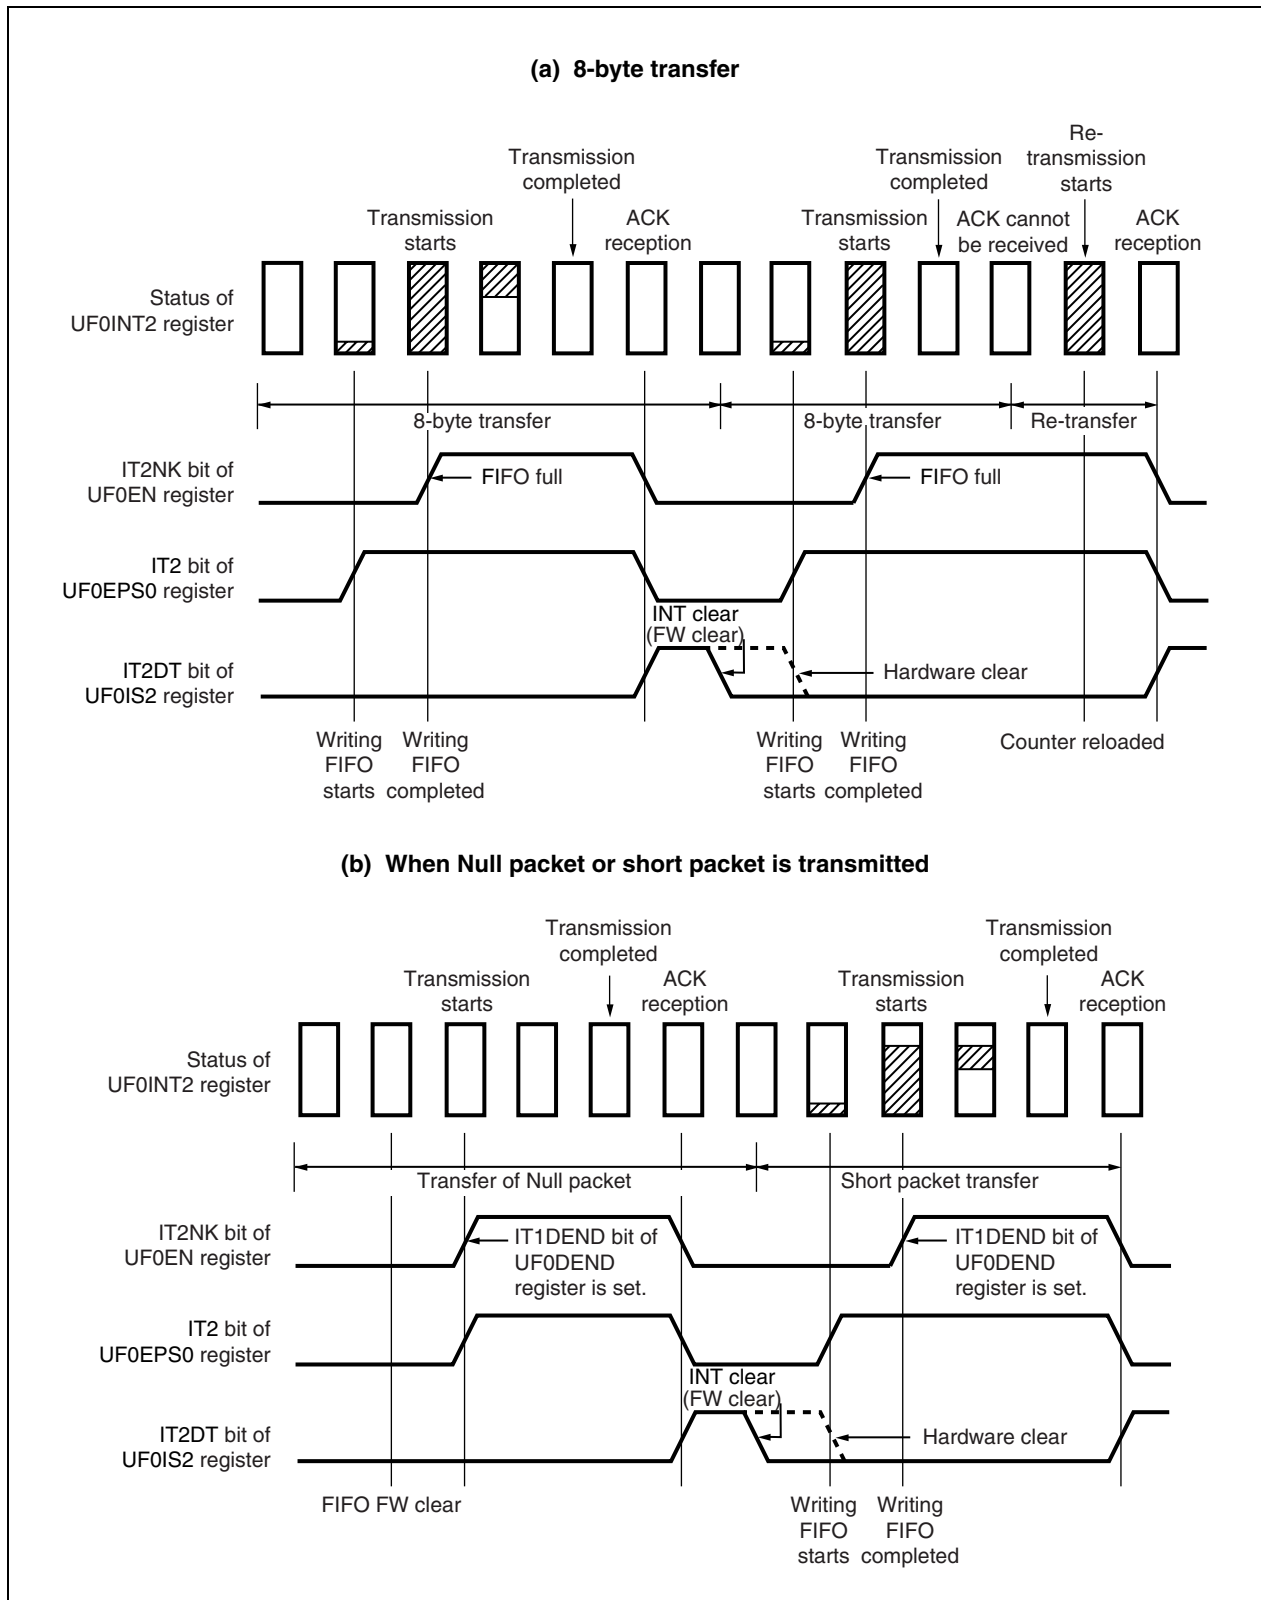 (a) 8-byte transfer
Re-
transmission
starts
Transmission
completed
Transmission
completed
Transmission
starts
ACK
reception
Transmission
starts
ACK cannot
be received
ACK
reception
Status of
UF0INT2 register
8-byte transfer
8-byte transfer
Re-transfer
IT2NK bit of
UF0EN register
FIFO full
FIFO full
IT2 bit of
UF0EPS0 register
INT clear
(FW clear)
IT2DT bit of
UF0IS2 register
Hardware clear
Writing
FIFO
starts
Writing
FIFO
completed
Writing
FIFO
starts
Writing
FIFO
completed
Counter reloaded
(b) When Null packet or short packet is transmitted
Transmission
completed
Transmission
completed
Transmission
starts
ACK
reception
Transmission
starts
ACK
reception
Status of
UF0INT2 register
Transfer of Null packet
Short packet transfer
IT2NK bit of
UF0EN register
IT1DEND bit of
UF0DEND
register is set.
IT1DEND bit of
UF0DEND
register is set.
IT2 bit of
UF0EPS0 register
INT clear
(FW clear)
IT2DT bit of
UF0IS2 register
Hardware clear
FIFO FW clear
Writing
FIFO
starts
Writing
FIFO
completed